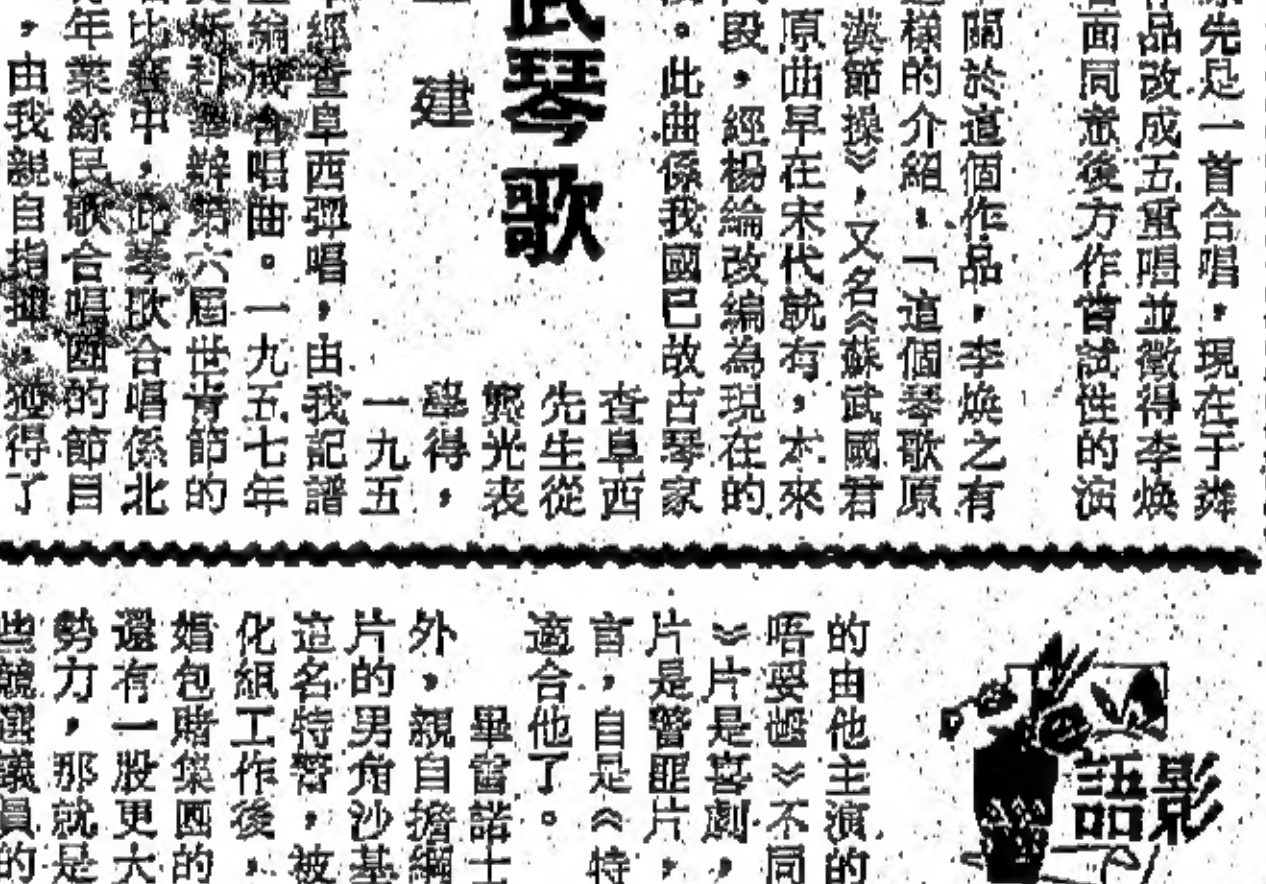 原先是一首合唱，現在于粦
品改成五重唱並徵得李煥
面同意後方作嘗試性的演
關於這個作品，李煥之有
這樣的介紹：「這個琴歌原
漢節操》，又名《蘇武國君
原曲早在宋代就有，本來
段，經楊綸改編為現在的
。此曲係我國已故古琴家
武琴歌
建
查阜西
先生從
光表
學得，
一九五
經查阜西彈唱，由我記譜
編成合唱曲。一九五七年
斯科舉辦第六屆世青節的
比賽中，此琴歌合唱係北
年業餘民歌合唱團的節目
，由我親自指揮，獲得了
影
語
的由他主演的
唔要》不同
》片是喜劇，
片是警匪片，
言，自是《特
適合他了。
畢雷諾士
外，親自擔綱
片的男角沙基
這名特警，被
化組工作後，
娼包賭集團的
還有一股更大
勢力，那就是
些競選議員的